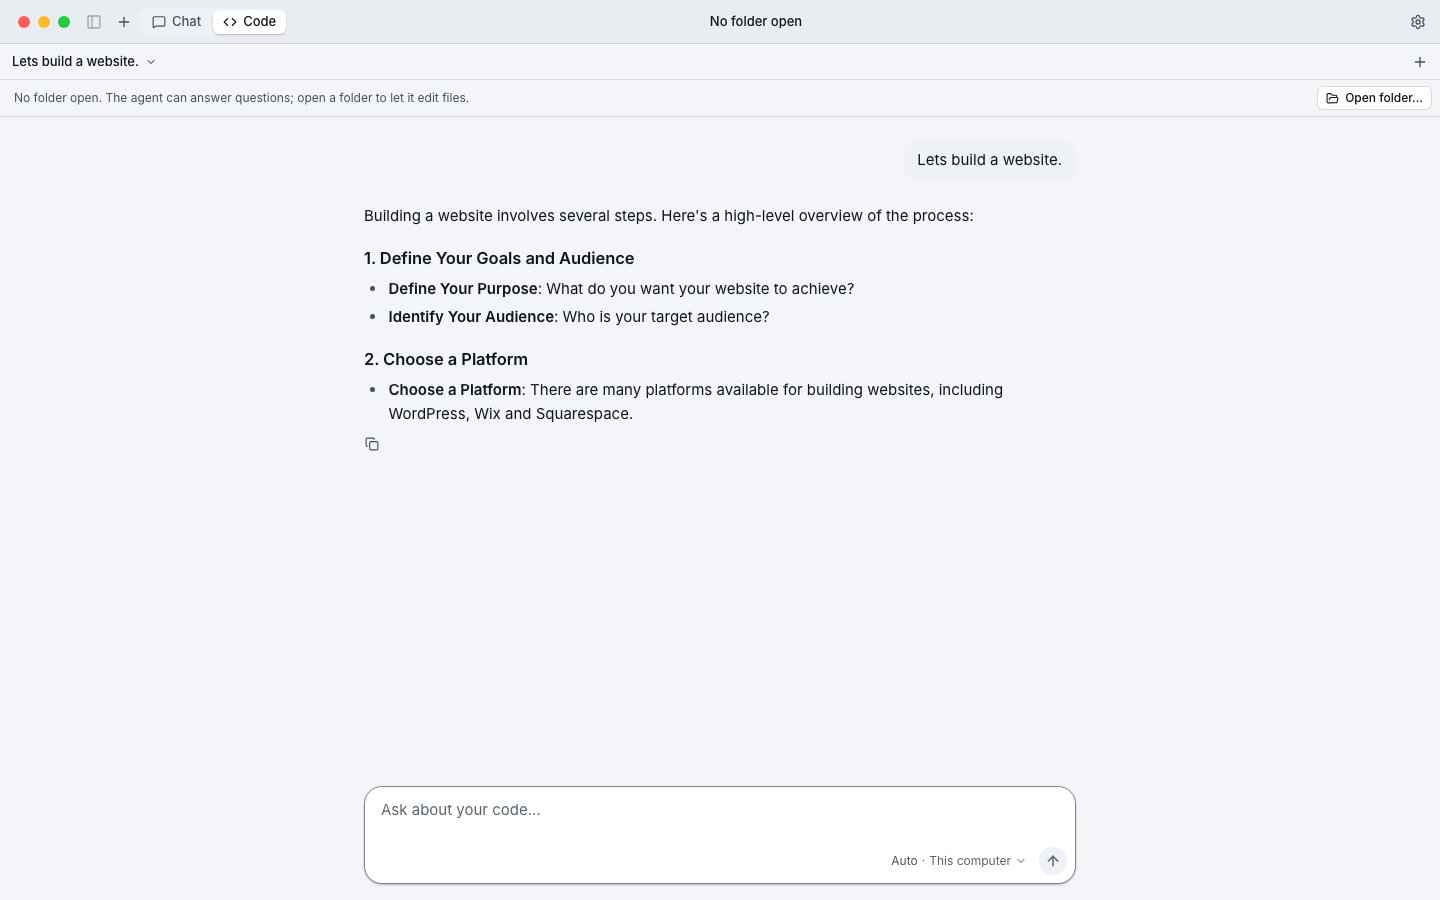 Chat
Code
No folder open
Lets build a website.
No folder open. The agent can answer questions; open a folder to let it edit files.
Open folder...
Lets build a website.
Building a website involves several steps. Here's a high-level overview of the process:
1. Define Your Goals and Audience
• Define Your Purpose: What do you want your website to achieve?
• Identify Your Audience: Who is your target audience?
2. Choose a Platform
• Choose a Platform: There are many platforms available for building websites, including
WordPress, Wix and Squarespace.
Ask about your code...
Auto · This computer